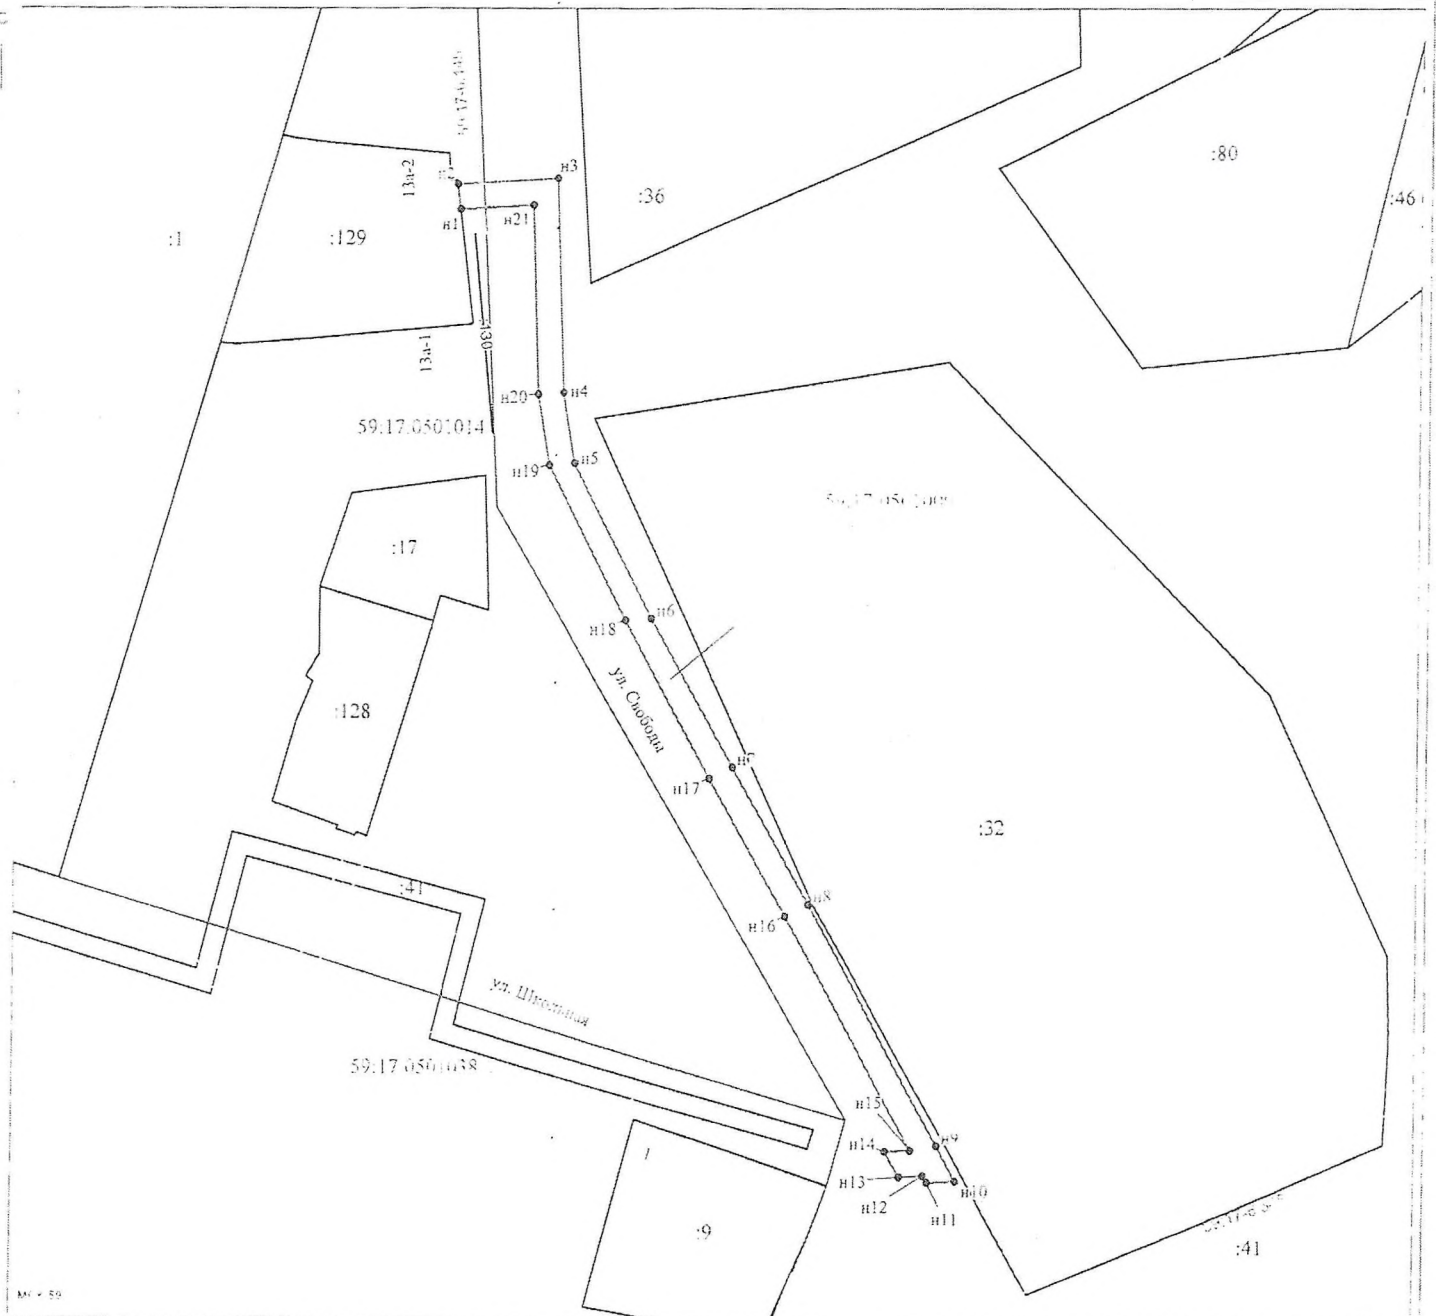 :80
н3
13а-2
н2
:36
:46
н21
н1
:1
:129
:130
13а-1
н4
н20
59:17:0501014
н5
н19
:17
н6
н18
ул. Свободы
:128
н7
н17
:32
:41
н8
н16
ул. Школьная
59:17:0501038
н15
н9
н14
1
н13
н10
н12
н11
:9
:41